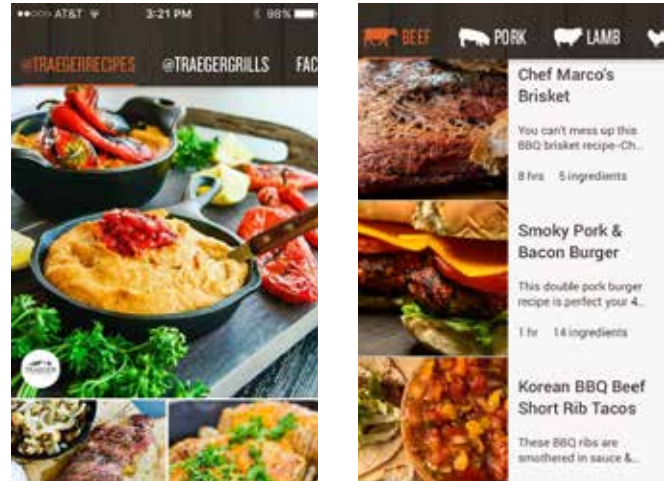 AT&T 3:21 PM 98%
@TRAEGERRECIPES @TRAEGERGRILLS FAC
TRAEGER
BEEF PORK LAMB
Chef Marco's
Brisket
You can't mess up this
BBQ brisket recipe-Ch...
8 hrs 5 ingredients
Smoky Pork &
Bacon Burger
This double pork burger
recipe is perfect your 4...
1 hr 14 ingredients
Korean BBQ Beef
Short Rib Tacos
These BBQ ribs are
smothered in sauce &...